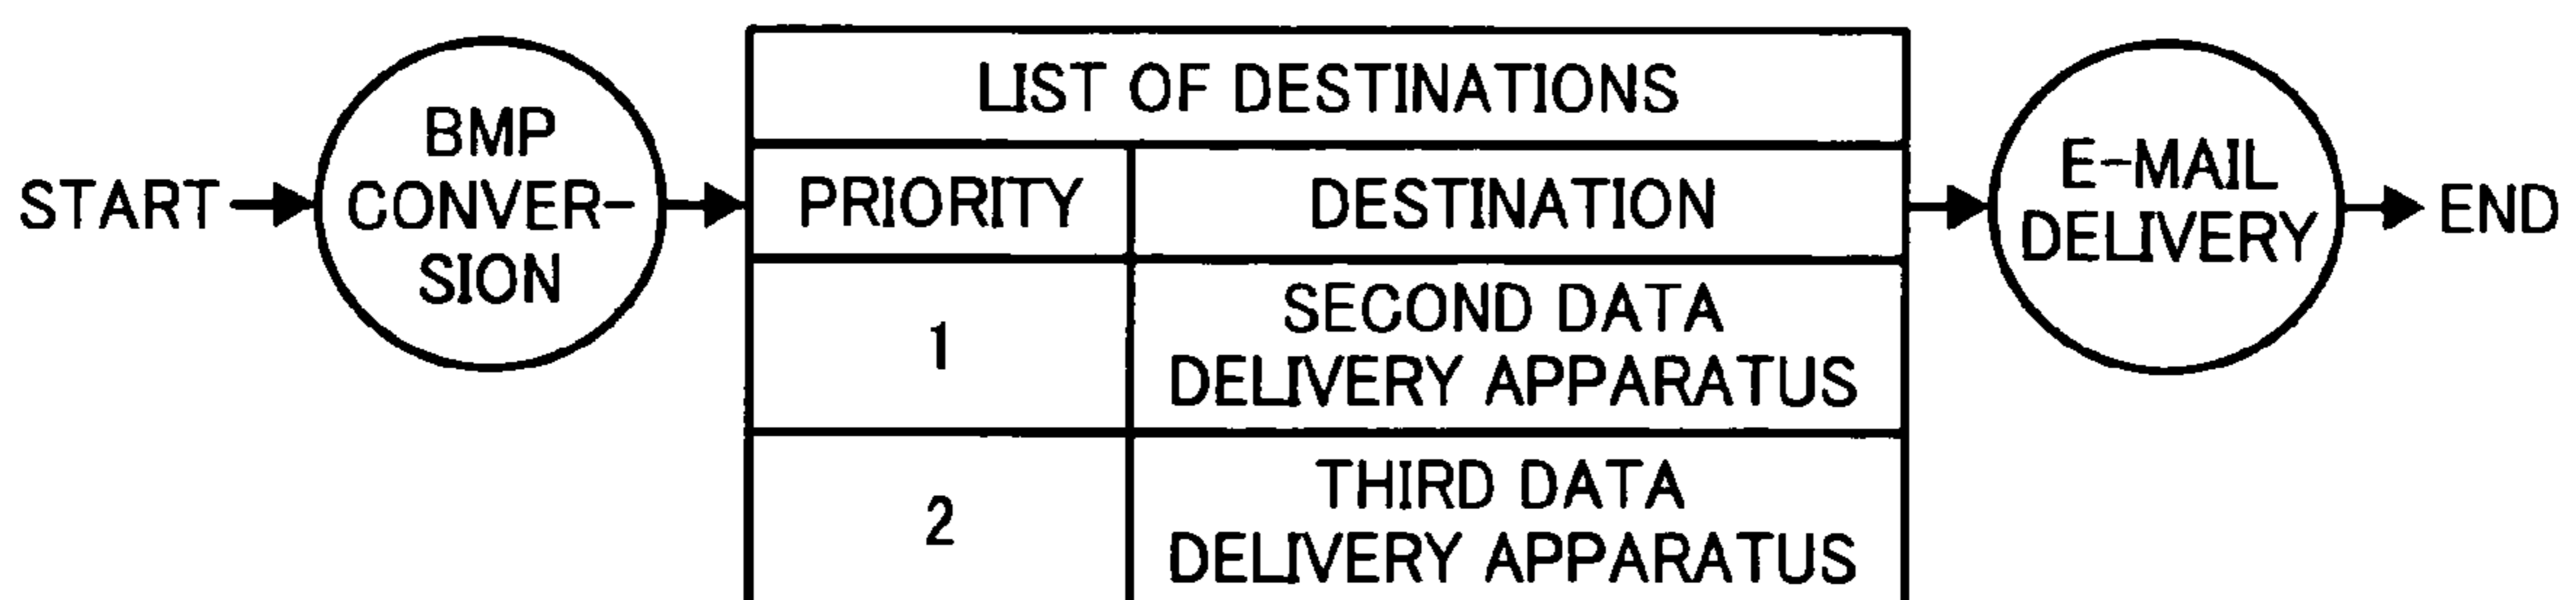 START
BMP
CONVER-
SION
LIST OF DESTINATIONS
PRIORITY DESTINATION
1 SECOND DATA
DELIVERY APPARATUS
2 THIRD DATA
DELIVERY APPARATUS
E-MAIL
DELIVERY
END